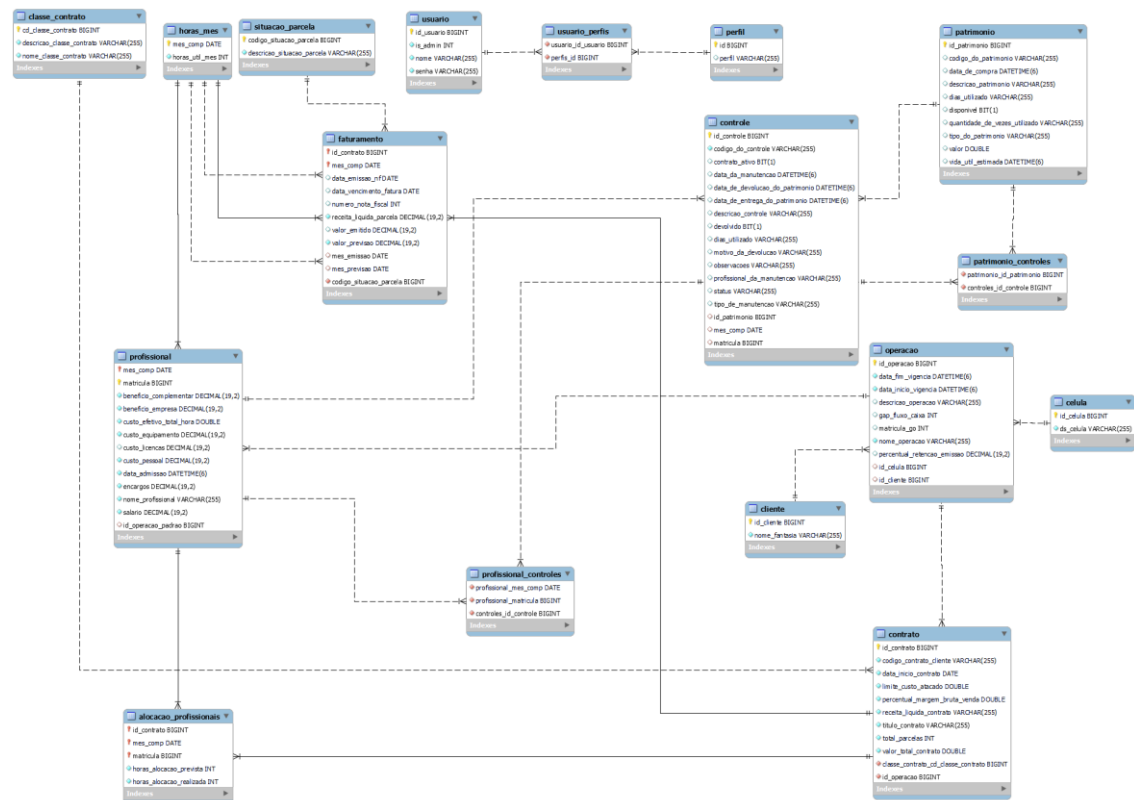 classe_contrato
cd_classe_contrato BIGINT
descricao_classe_contrato VARCHAR(255)
nome_classe_contrato VARCHAR(255)
Indexes
horas_mes
mes_comp DATE
horas_util_mes INT
Indexes
situacao_parcela
codigo_situacao_parcela BIGINT
descricao_situacao_parcela VARCHAR(255)
Indexes
usuario
id_usuario BIGINT
is_admin INT
nome VARCHAR(255)
senha VARCHAR(255)
Indexes
usuario_perfis
usuario_id_usuario BIGINT
perfis_id BIGINT
Indexes
perfil
id BIGINT
perfil VARCHAR(255)
Indexes
patrimonio
id_patrimonio BIGINT
codigo_do_patrimonio VARCHAR(255)
data_de_compra DATETIME(6)
descricao_patrimonio VARCHAR(255)
dias_utilizado VARCHAR(255)
disponivel BIT(1)
quantidade_de_vezes_utilizado VARCHAR(255)
tipo_do_patrimonio VARCHAR(255)
valor DOUBLE
vida_util_estimada DATETIME(6)
Indexes
faturamento
id_contrato BIGINT
mes_comp DATE
data_emissao_nf DATE
data_vencimento_fatura DATE
numero_nota_fiscal INT
receita_liquida_parcela DECIMAL(19,2)
valor_emitido DECIMAL(19,2)
valor_previsao DECIMAL(19,2)
mes_emissao DATE
mes_previsao DATE
codigo_situacao_parcela BIGINT
Indexes
controle
id_controle BIGINT
codigo_do_controle VARCHAR(255)
contrato_ativo BIT(1)
data_da_manutencao DATETIME(6)
data_de_devolucao_do_patrimonio DATETIME(6)
data_de_entrega_do_patrimonio DATETIME(6)
descricao_controle VARCHAR(255)
devolvido BIT(1)
dias_utilizado VARCHAR(255)
motivo_da_devolucao VARCHAR(255)
observacoes VARCHAR(255)
profissional_da_manutencao VARCHAR(255)
status VARCHAR(255)
tipo_de_manutencao VARCHAR(255)
id_patrimonio BIGINT
mes_comp DATE
matricula BIGINT
Indexes
patrimonio_controles
patrimonio_id_patrimonio BIGINT
controles_id_controle BIGINT
Indexes
profissional
mes_comp DATE
matricula BIGINT
beneficio_complementar DECIMAL(19,2)
beneficio_empresa DECIMAL(19,2)
custo_efetivo_total_hora DOUBLE
custo_equipamento DECIMAL(19,2)
custo_licencas DECIMAL(19,2)
custo_pessoal DECIMAL(19,2)
data_admissao DATETIME(6)
encargos DECIMAL(19,2)
nome_profissional VARCHAR(255)
salario DECIMAL(19,2)
id_operacao_padrao BIGINT
Indexes
operacao
id_operacao BIGINT
data_fim_vigencia DATETIME(6)
data_inicio_vigencia DATETIME(6)
descricao_operacao VARCHAR(255)
gap_fluxo_caixa INT
matricula_go BIGINT
nome_operacao VARCHAR(255)
percentual_retencao_emissao DECIMAL(19,2)
id_celula BIGINT
id_cliente BIGINT
Indexes
celula
id_celula BIGINT
ds_celula VARCHAR(255)
Indexes
cliente
id_cliente BIGINT
nome_fantasia VARCHAR(255)
Indexes
profissional_controles
profissional_mes_comp DATE
profissional_matricula BIGINT
controles_id_controle BIGINT
Indexes
contrato
id_contrato BIGINT
codigo_contrato_cliente VARCHAR(255)
data_inicio_contrato DATE
limite_custo_atacado DOUBLE
percentual_margem_bruta_venda DOUBLE
receita_liquida_contrato VARCHAR(255)
titulo_contrato VARCHAR(255)
total_parcelas INT
valor_total_contrato DOUBLE
classe_contrato_cd_classe_contrato BIGINT
id_operacao BIGINT
Indexes
alocacao_profissionais
id_contrato BIGINT
mes_comp DATE
matricula BIGINT
horas_alocacao_prevista INT
horas_alocacao_realizada INT
Indexes